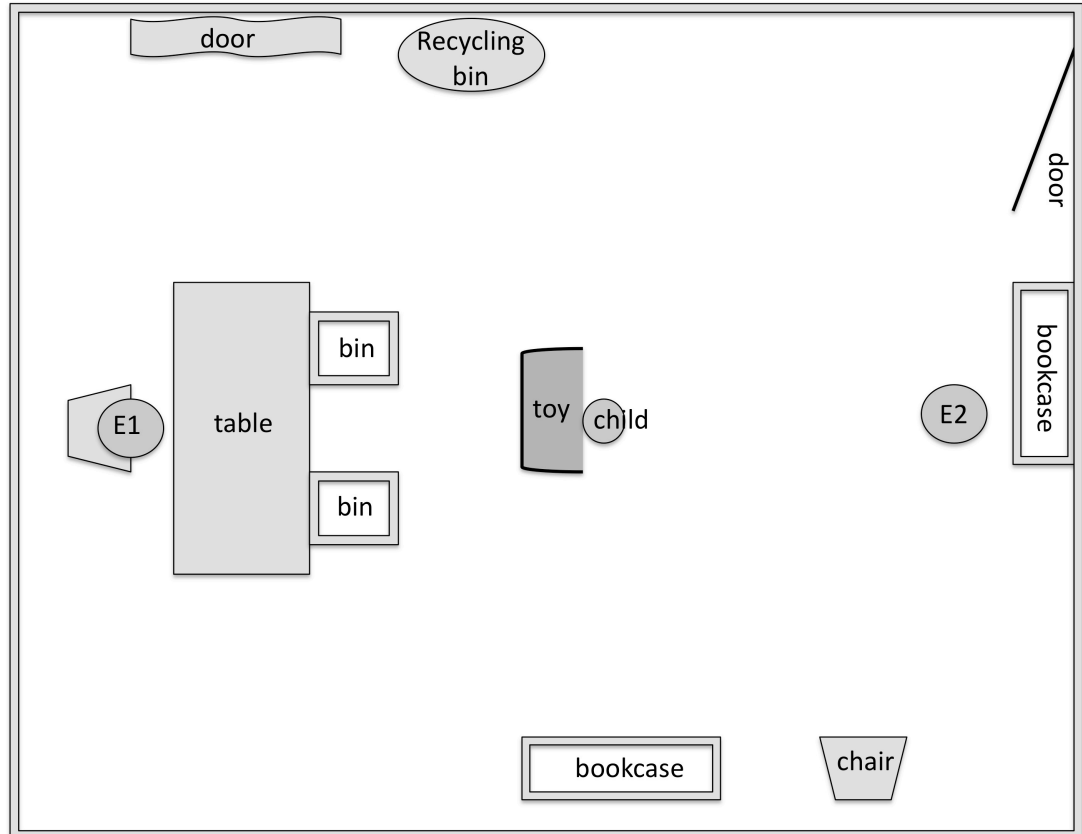 door
Recycling
bin
door
bin
bookcase
E1
table
toy
child
E2
bin
bookcase
chair